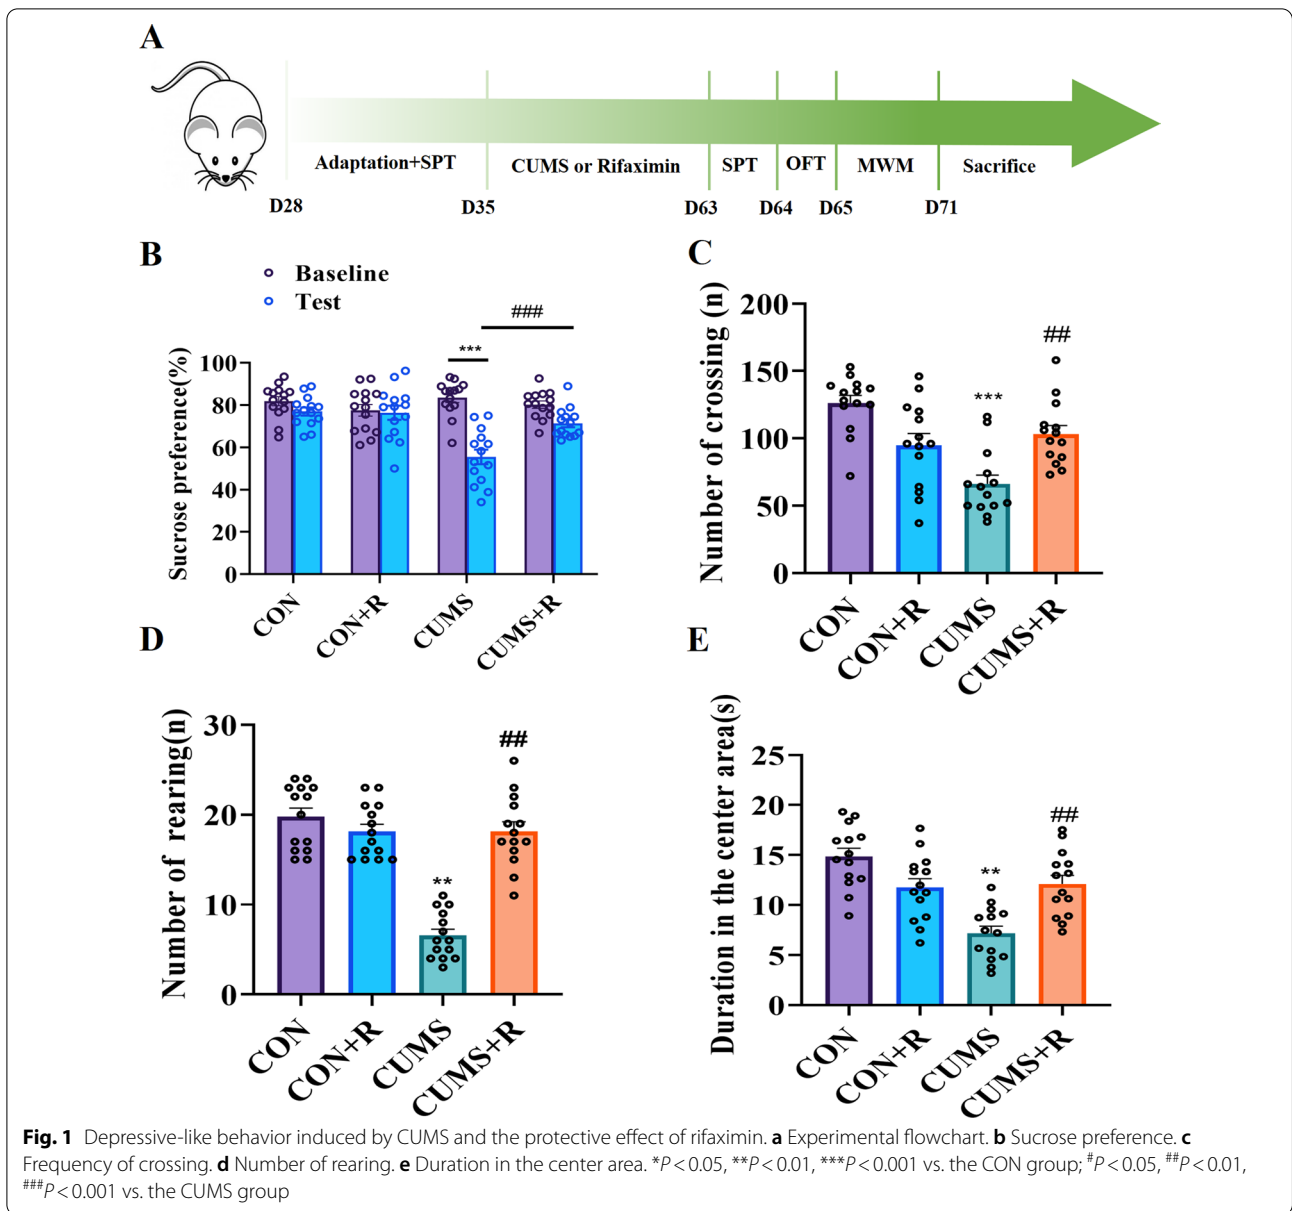 A
Adaptation+SPT
CUMS or Rifaximin
SPT
OFT
MWM
Sacrifice
D28
D35
D63
D64
D65
D71
B
Baseline
Test
###
***
Sucrose preference(%)
100
80
60
40
20
0
CON
CON+R
CUMS
CUMS+R
C
Number of crossing (n)
200
150
100
50
0
***
##
CON
CON+R
CUMS
CUMS+R
D
Number of rearing(n)
30
20
10
0
**
##
CON
CON+R
CUMS
CUMS+R
E
Duration in the center area(s)
25
20
15
10
5
0
**
##
CON
CON+R
CUMS
CUMS+R
Fig. 1 Depressive-like behavior induced by CUMS and the protective effect of rifaximin. a Experimental flowchart. b Sucrose preference. c
Frequency of crossing. d Number of rearing. e Duration in the center area. *P < 0.05, **P < 0.01, ***P < 0.001 vs. the CON group; #P < 0.05, ##P < 0.01,
###P < 0.001 vs. the CUMS group